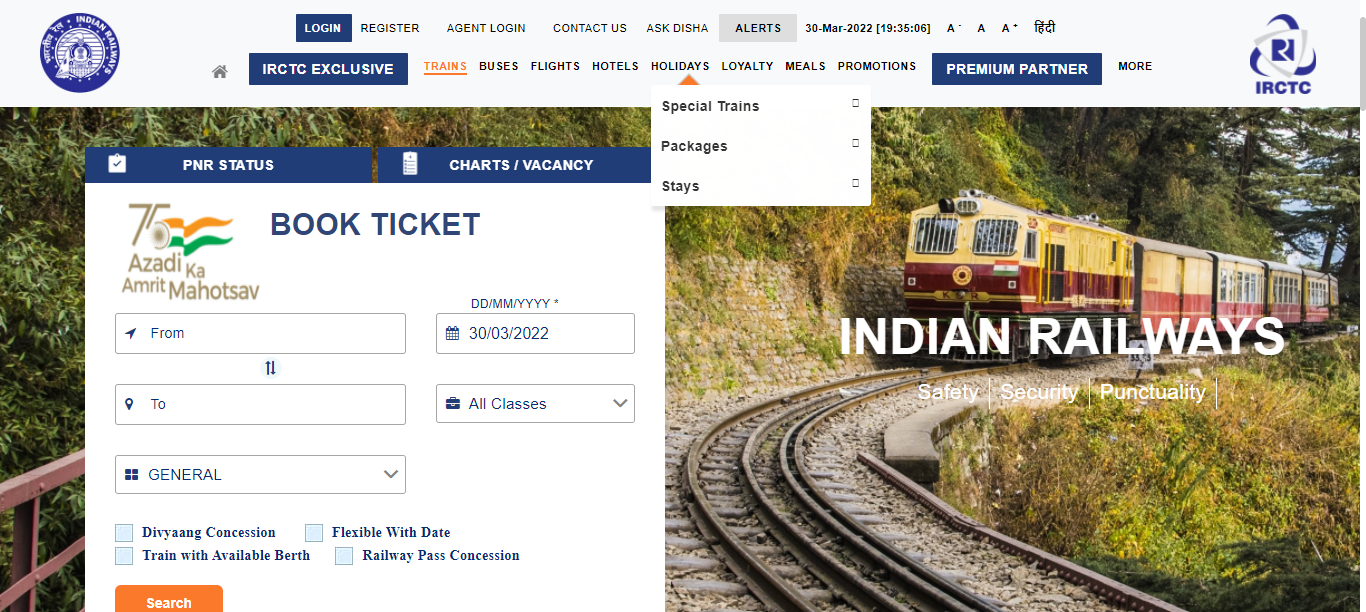 LOGIN REGISTER AGENT LOGIN CONTACT US ASK DISHA ALERTS 30-Mar-2022 [19:35:06] A- A A+ हिंदी
IRCTC EXCLUSIVE TRAINS BUSES FLIGHTS HOTELS HOLIDAYS LOYALTY MEALS PROMOTIONS PREMIUM PARTNER MORE
INDIAN RAILWAYS
भारतीय रेल
IRCTC
Special Trains
Packages
Stays
PNR STATUS CHARTS / VACANCY
75
Azadi Ka
Amrit Mahotsav
BOOK TICKET
DD/MM/YYYY *
From 30/03/2022
To All Classes
GENERAL
Divyaang Concession Flexible With Date
Train with Available Berth Railway Pass Concession
Search
INDIAN RAILWAYS
Safety | Security | Punctuality |